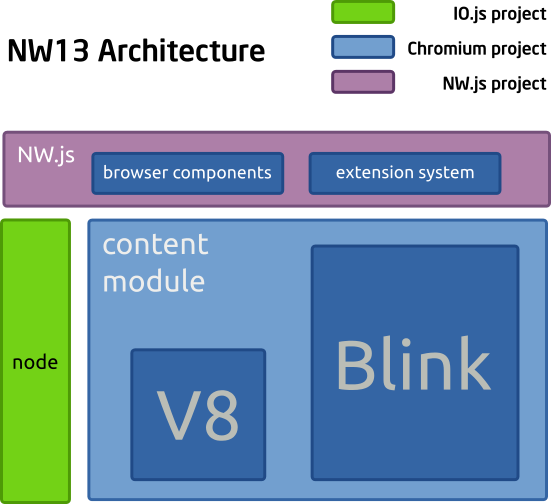 IO.js project
NW13 Architecture
Chromium project
NW.js project
NW.js
browser components
extension system
content
module
node
Blink
V8